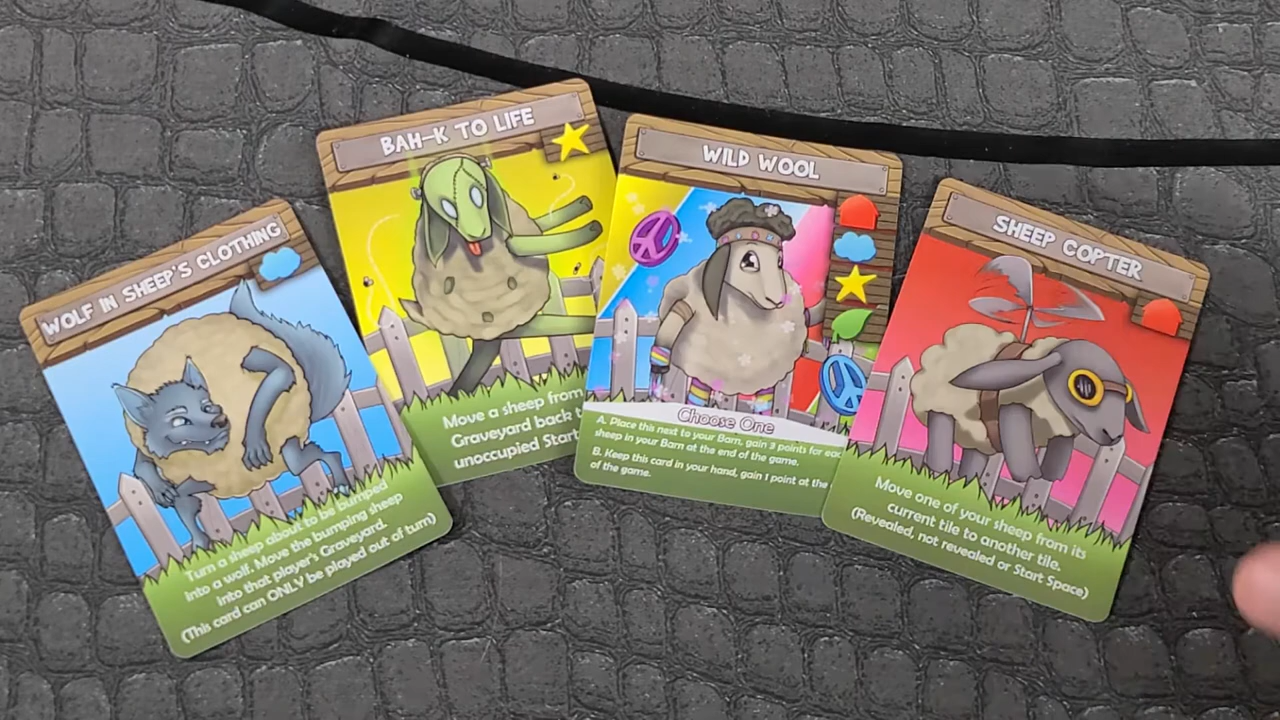 WOLF IN SHEEP'S CLOTHING
Turn a sheep about to be bumped
into a wolf. Move the bumping sheep
into that player's Graveyard.
(This card can ONLY be played out of turn)
BAH-K TO LIFE
Move a sheep from
Graveyard back t
unoccupied Start
WILD WOOL
Choose One
A. Place this next to your Barn, gain 3 points for eac
sheep in your Barn at the end of the game.
B. Keep this card in your hand, gain 1 point at the
of the game.
SHEEP COPTER
Move one of your sheep from its
current tile to another tile.
(Revealed, not revealed or Start Space)